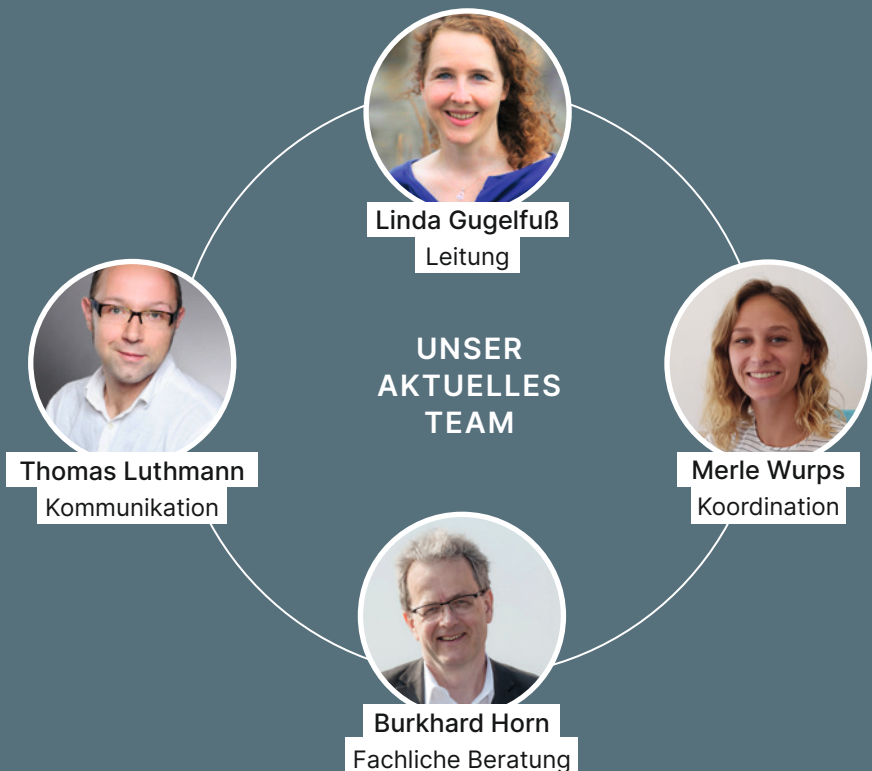 Linda Gugelfuß
Leitung
UNSER
AKTUELLES
TEAM
Thomas Luthmann
Kommunikation
Merle Wurps
Koordination
Burkhard Horn
Fachliche Beratung